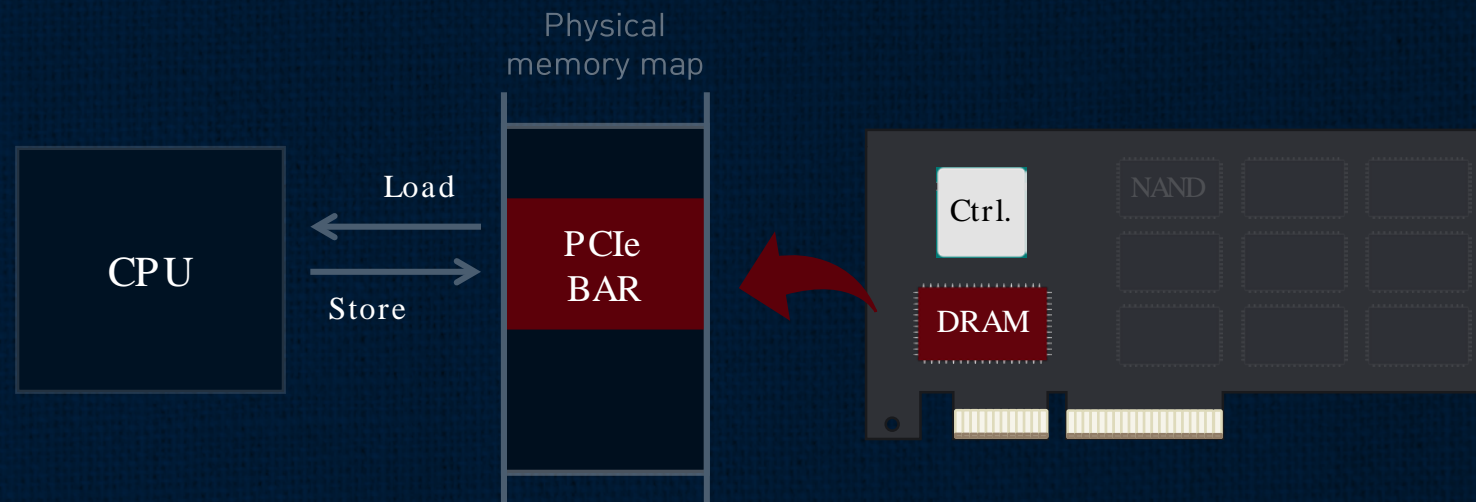 Physical
memory map
Load
CPU
Store
PCIe
BAR
Ctrl.
NAND
DRAM